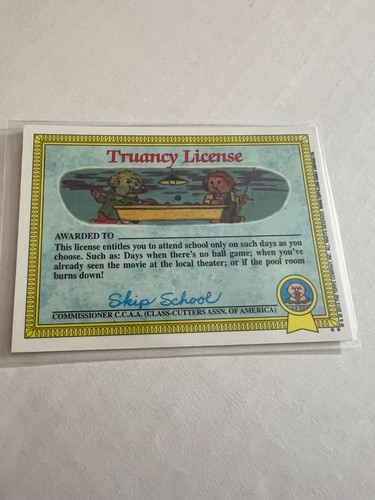 Truancy License
AWARDED TO
This license entitles you to attend school only on such days as you
choose. Such as: Days when there's no ball game; when you've
already seen the movie at the local theater; or if the pool room
burns down!
Skip School
COMMISSIONER C.C.A.A. (CLASS-CUTTERS ASSN. OF AMERICA)